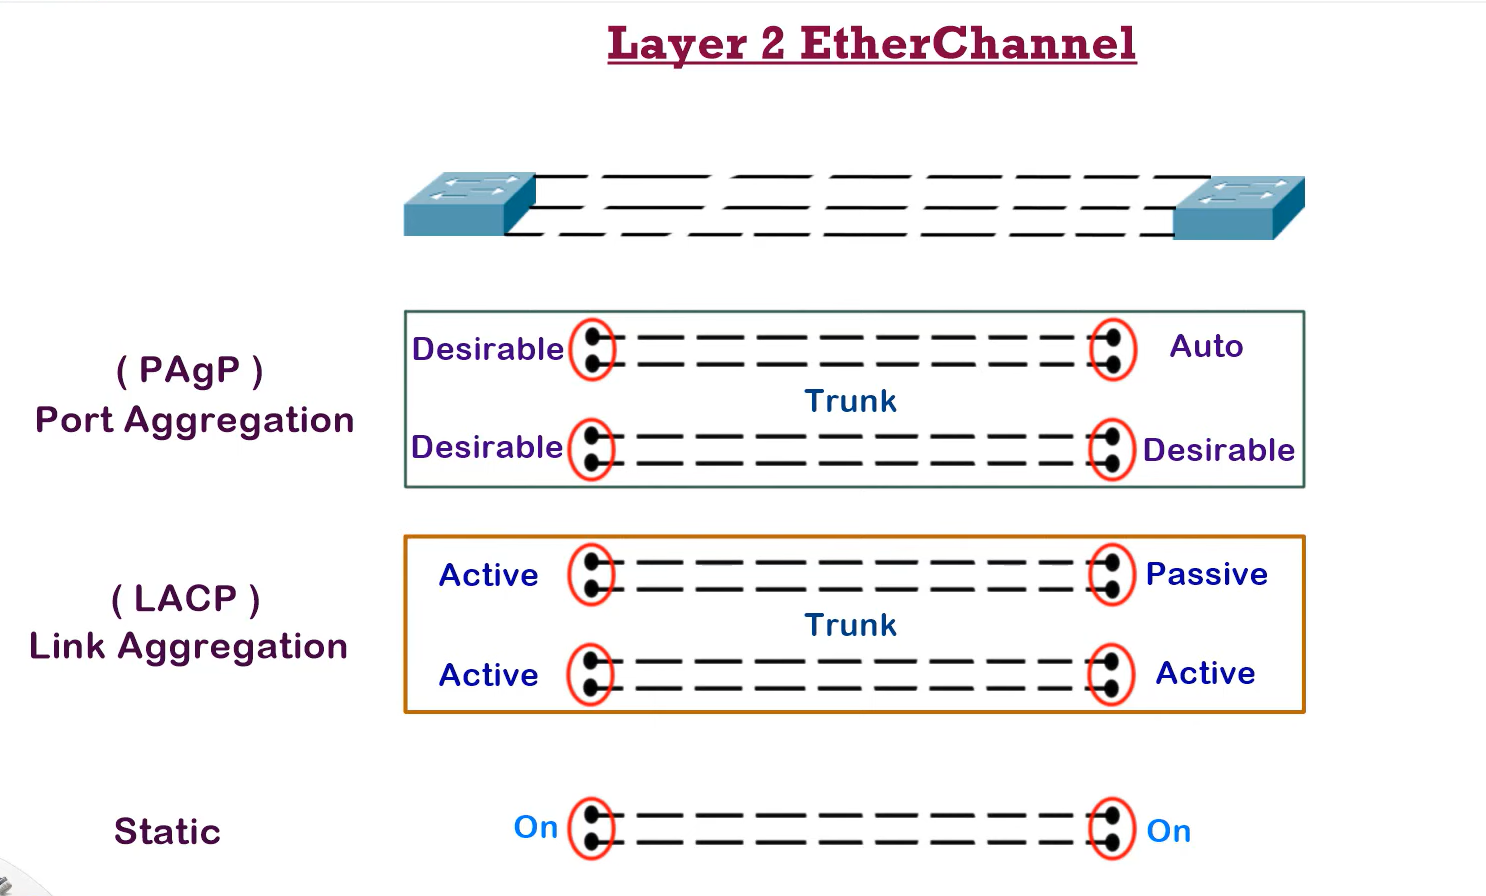 Layer 2 EtherChannel
( PAgP )
Port Aggregation
Desirable
Auto
Trunk
Desirable
Desirable
( LACP )
Link Aggregation
Active
Passive
Trunk
Active
Active
Static
On
On